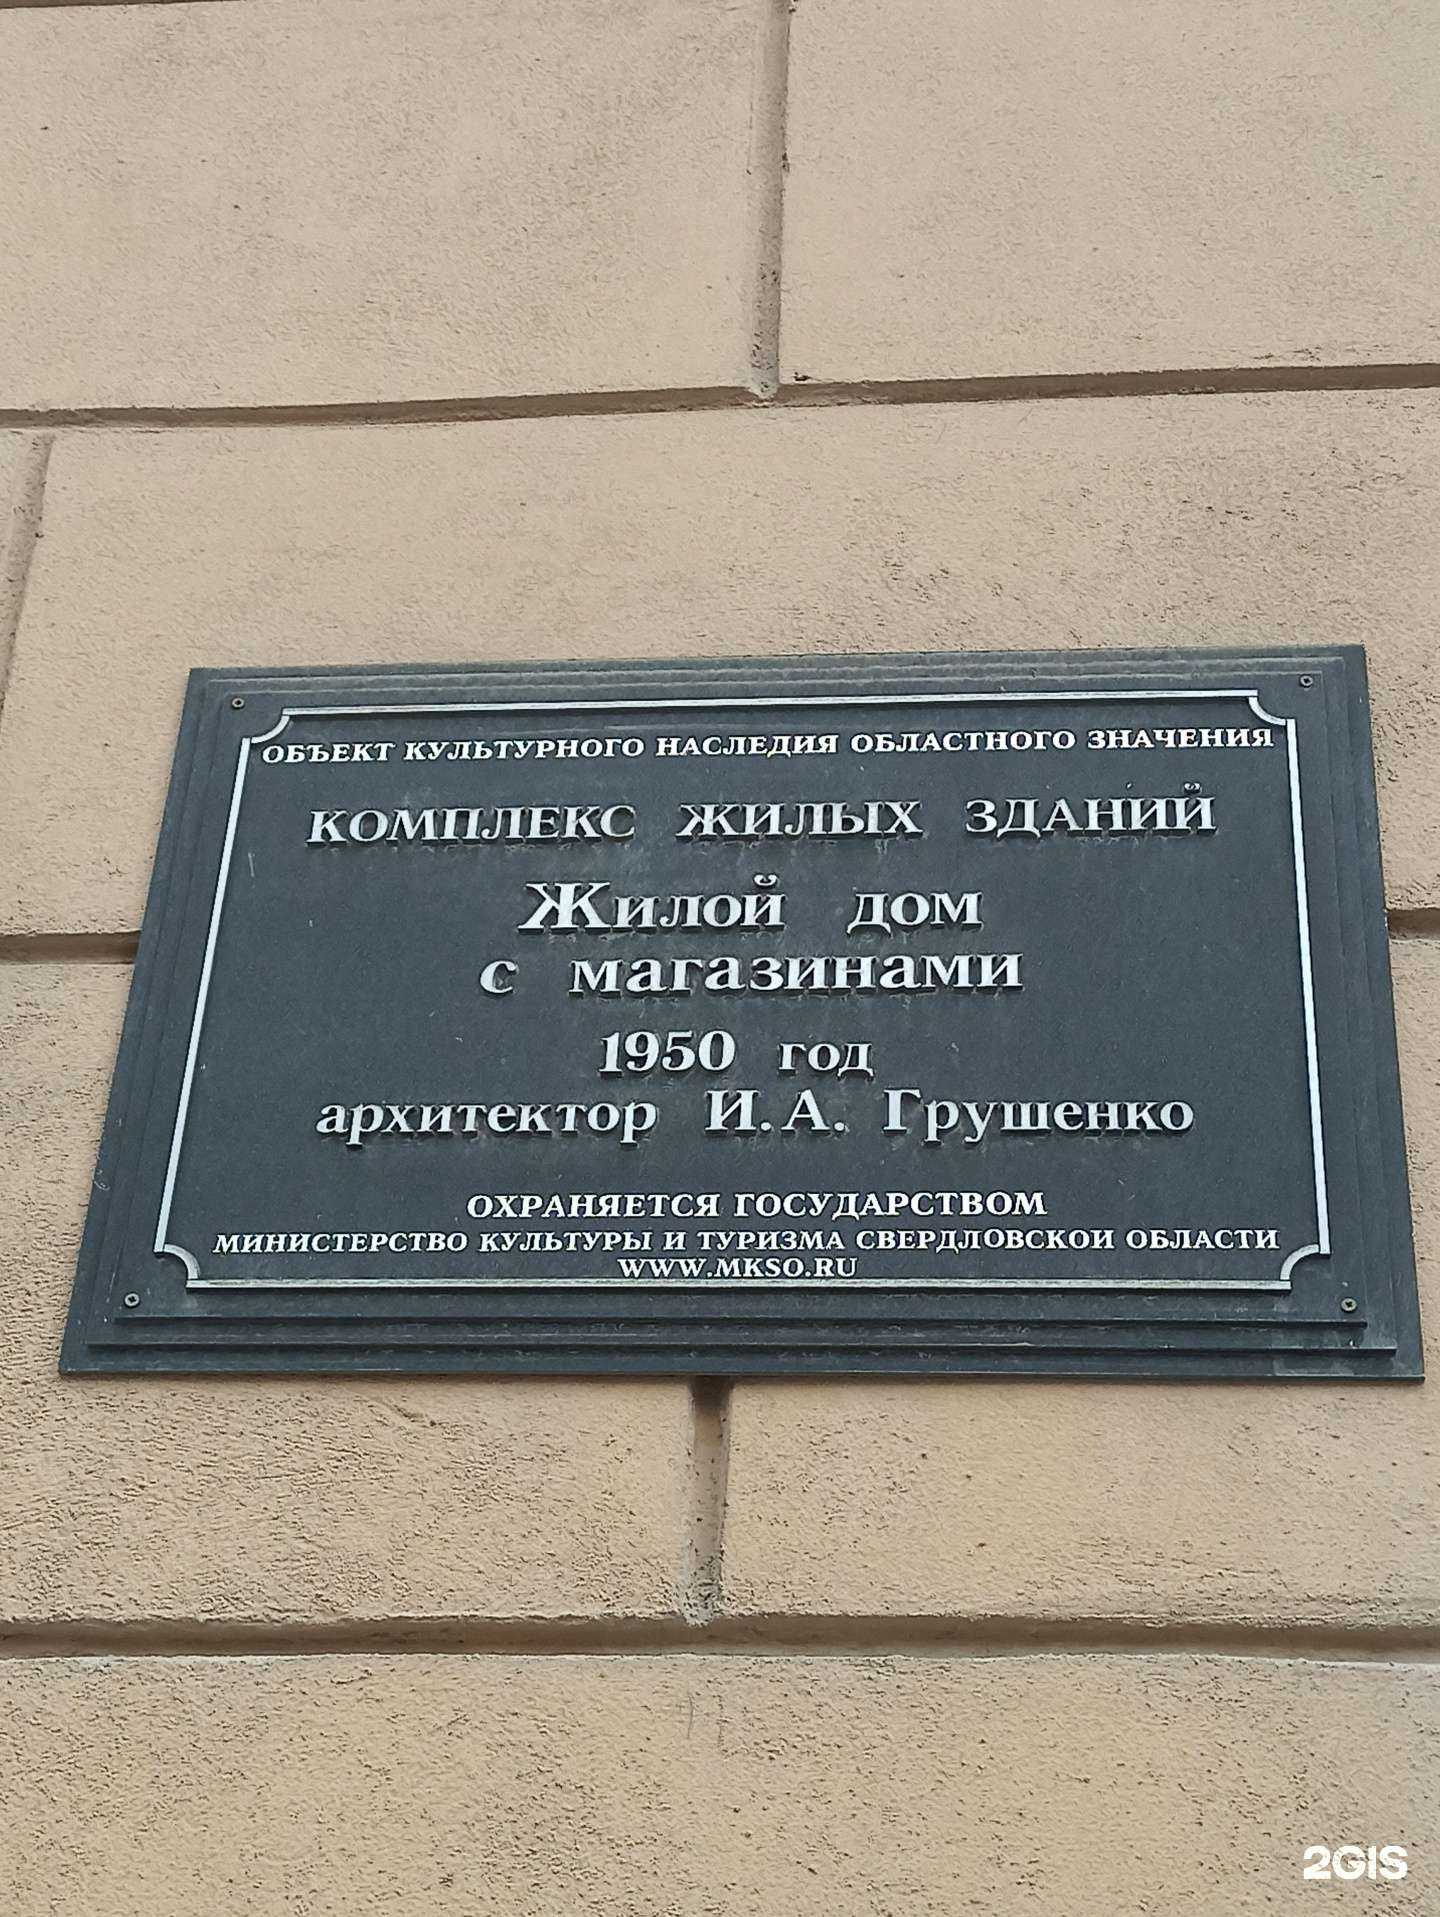 ОБЪЕКТ КУЛЬТУРНОГО НАСЛЕДИЯ ОБЛАСТНОГО ЗНАЧЕНИЯ
КОМПЛЕКС ЖИЛЫХ ЗДАНИЙ
Жилой дом
с магазинами
1950 год
архитектор И.А. Грушенко
ОХРАНЯЕТСЯ ГОСУДАРСТВОМ
МИНИСТЕРСТВО КУЛЬТУРЫ И ТУРИЗМА СВЕРДЛОВСКОИ ОБЛАСТИ
WWW.MKSO.RU
2GIS